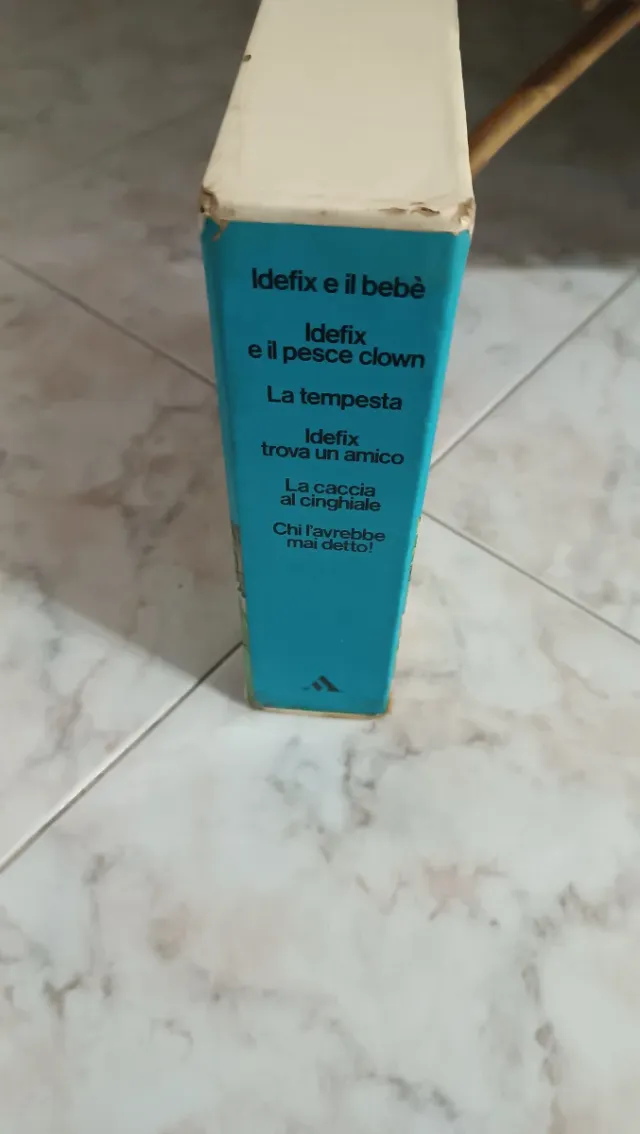 Idefix e il bebè
Idefix
e il pesce clown
La tempesta
Idefix
trova un amico
La caccia
al cinghiale
Chi l'avrebbe
mai detto!